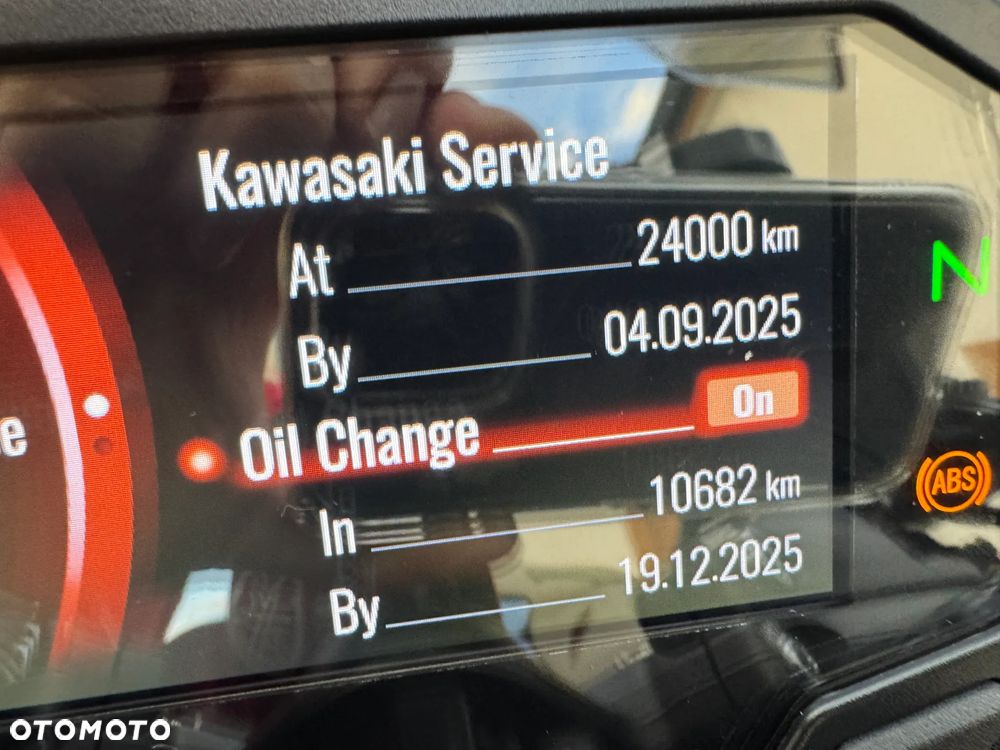 Kawasaki Service
At 24000 km
By 04.09.2025
Oil Change On
In 10682 km
By 19.12.2025
N
ABS
e
OTOMOTO